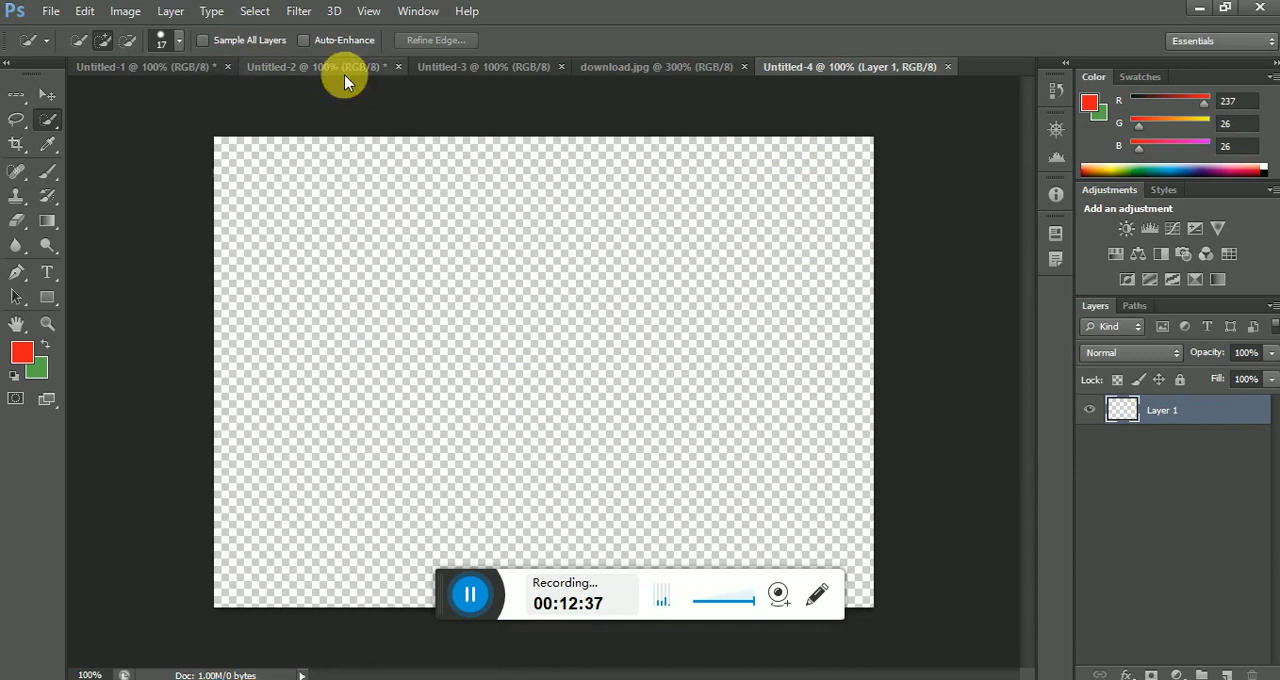 Ps File Edit Image Layer Type Select Filter 3D View Window Help
17 Sample All Layers Auto-Enhance Refine Edge... Essentials
Untitled-1 @ 100% (RGB/8) * × Untitled-2 @ 100% (RGB/8) * × Untitled-3 @ 100% (RGB/8) × download.jpg @ 300% (RGB/8) × Untitled-4 @ 100% (Layer 1, RGB/8) ×
Color Swatches
R 237
G 26
B 26
Adjustments Styles
Add an adjustment
Layers Paths
Kind T
Normal Opacity: 100%
Lock: Fill: 100%
Layer 1
Recording...
00:12:37
100% Doc: 1.00M/0 bytes
fx